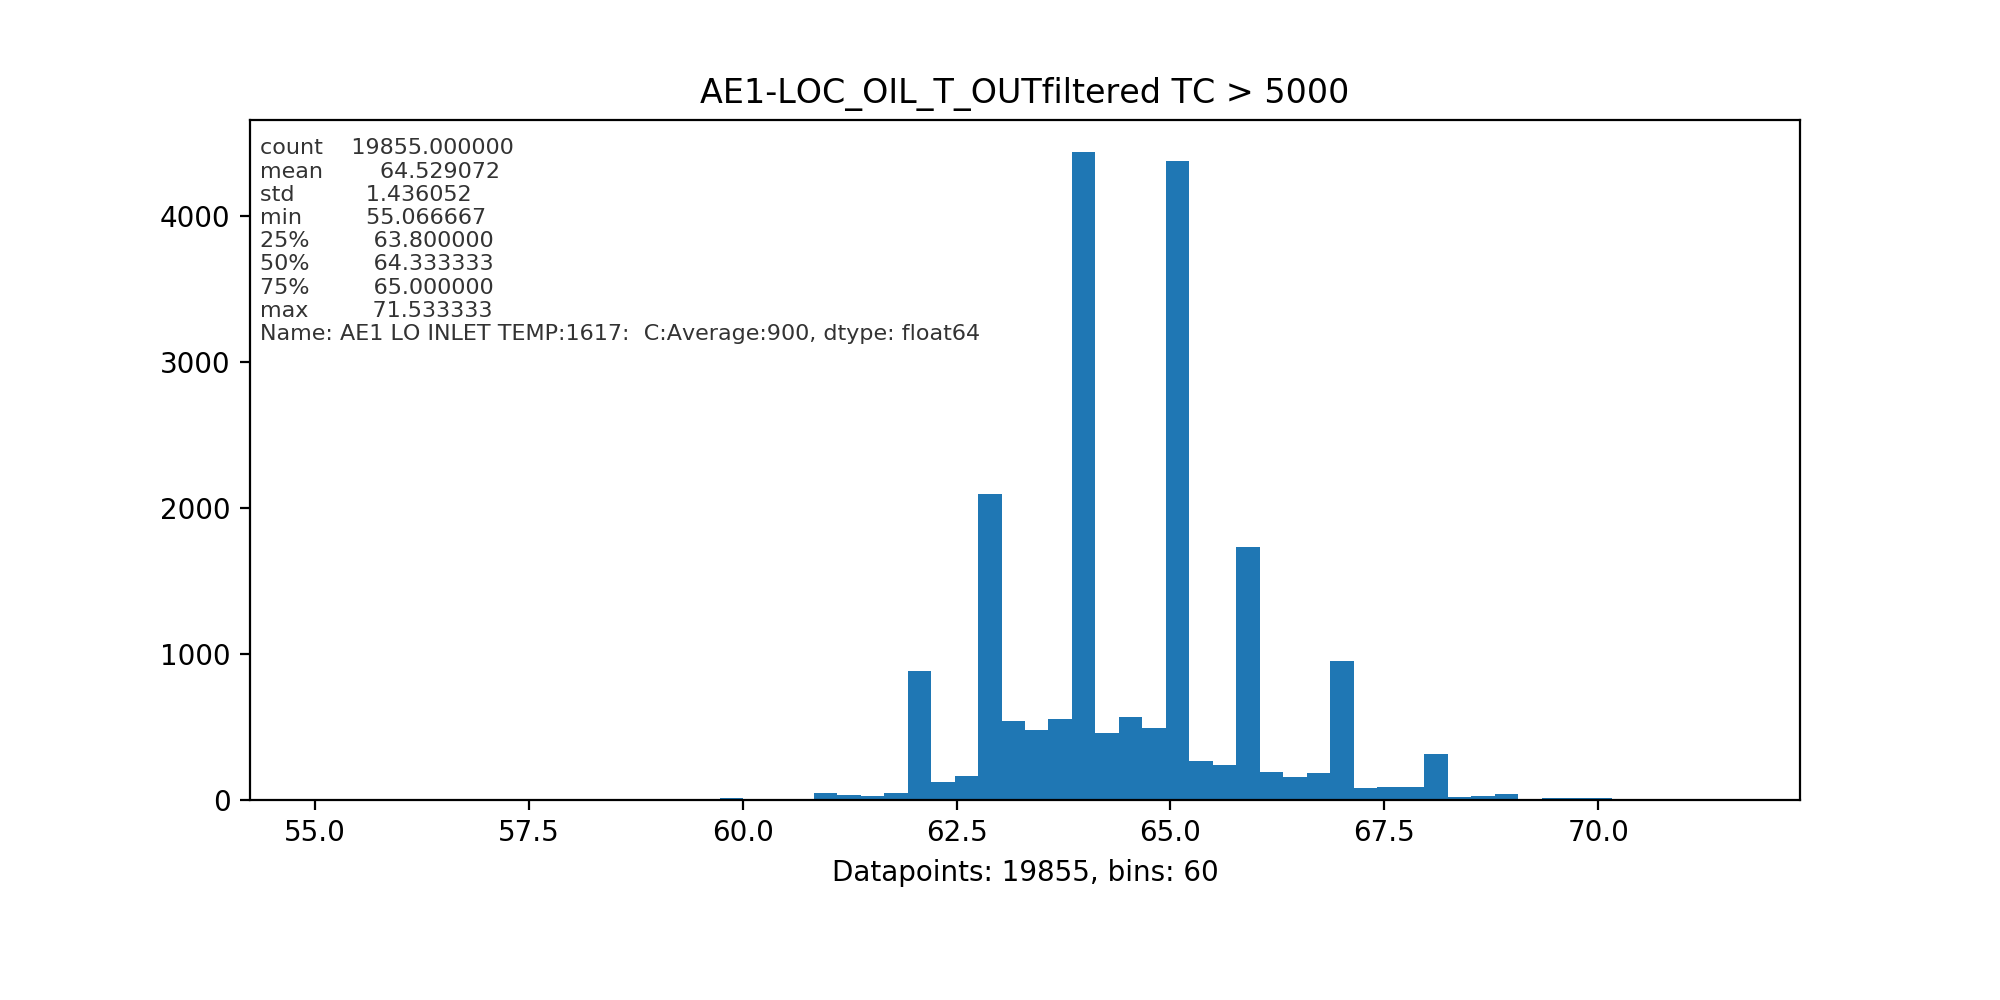 AE1-LOC_OIL_T_OUTfiltered TC > 5000
count 19855.000000
mean 64.529072
std 1.436052
min 55.066667
25% 63.800000
50% 64.333333
75% 65.000000
max 71.533333
Name: AE1 LO INLET TEMP:1617:  C:Average:900, dtype: float64
4000
3000
2000
1000
0
55.0 57.5 60.0 62.5 65.0 67.5 70.0
Datapoints: 19855, bins: 60